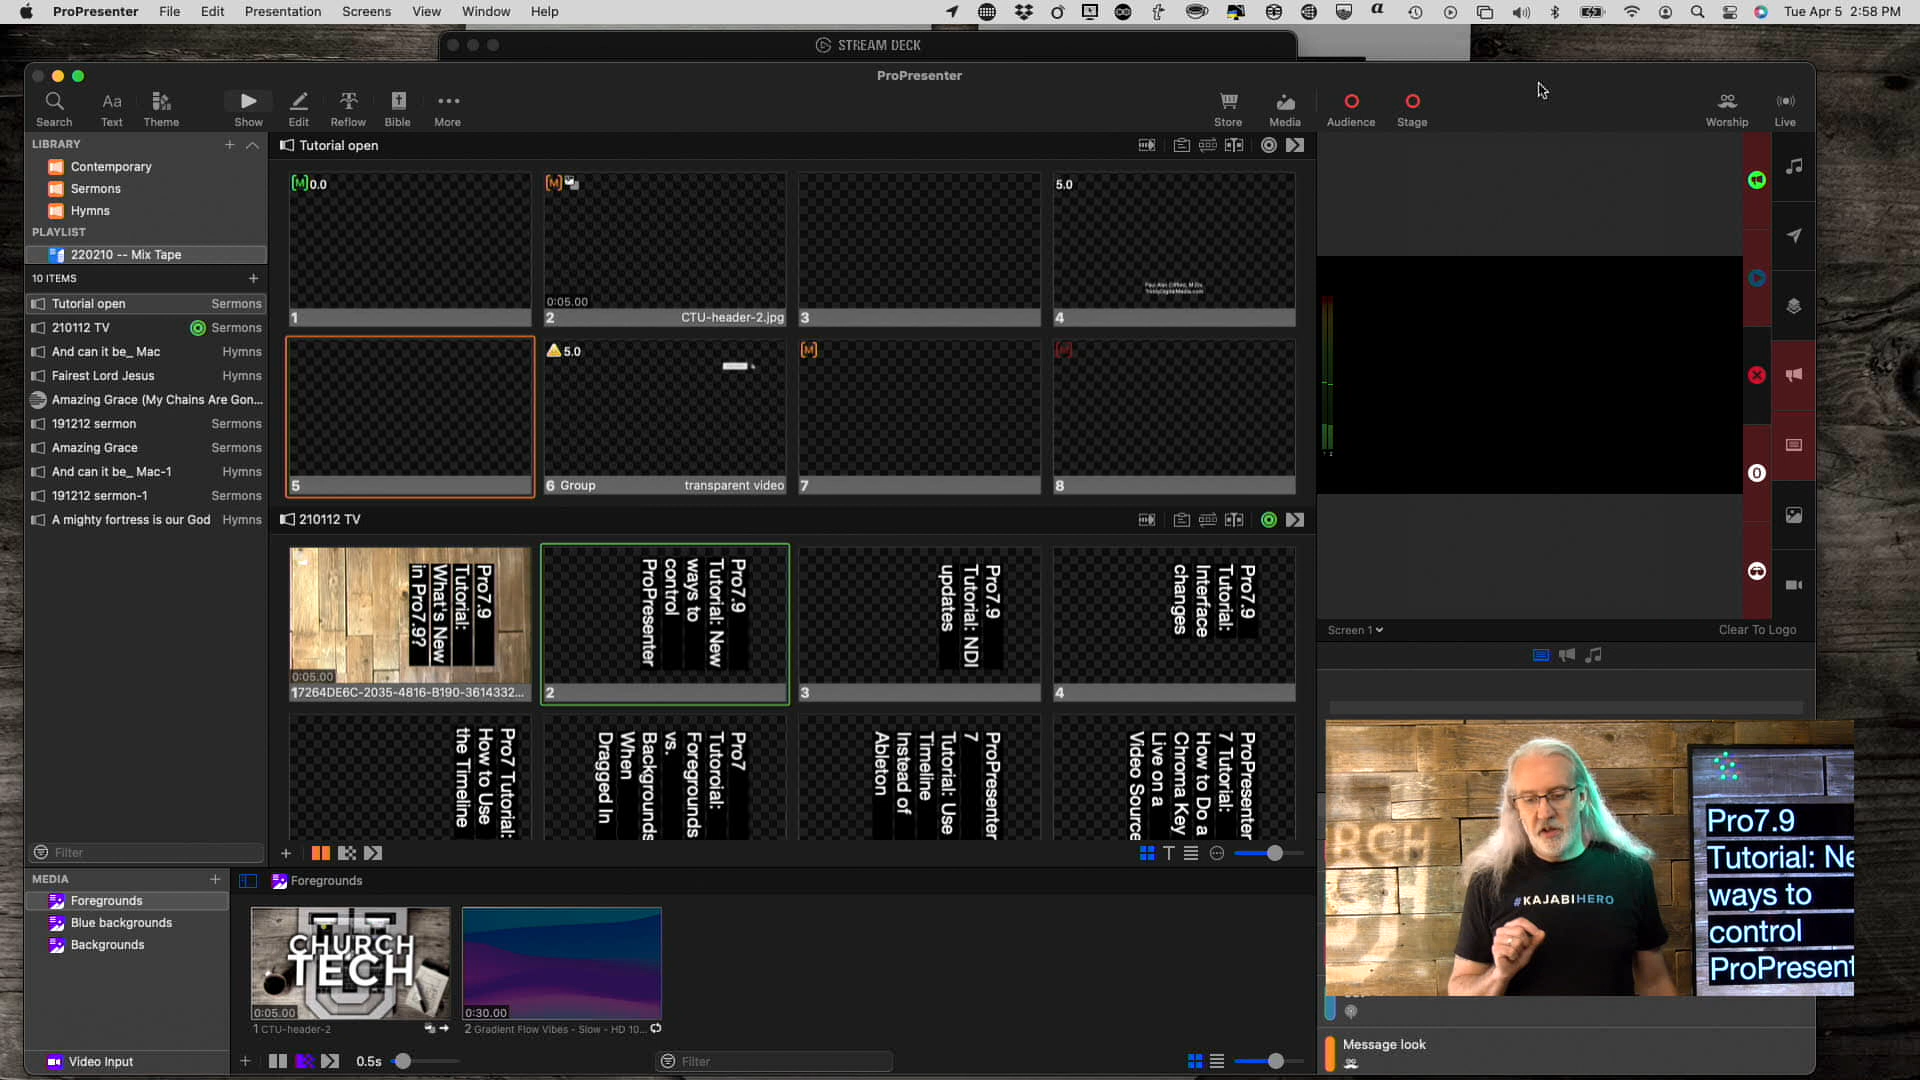 ProPresenter File Edit Presentation Screens View Window Help
Tue Apr 5 2:58 PM
STREAM DECK
ProPresenter
Search Text Theme Show Edit Reflow Bible More
Store Media Audience Stage Worship Live
LIBRARY
Contemporary
Sermons
Hymns
PLAYLIST
220210 -- Mix Tape
10 ITEMS
Tutorial open Sermons
210112 TV Sermons
And can it be_ Mac Hymns
Fairest Lord Jesus Hymns
Amazing Grace (My Chains Are Gon...
191212 sermon Sermons
Amazing Grace Sermons
And can it be_ Mac-1 Hymns
191212 sermon-1 Sermons
A mighty fortress is our God Hymns
Filter
Tutorial open
[M] 0.0
1
[M]
0:05.00
2 CTU-header-2.jpg
3
5.0
Paul Alan Clifford, M.Div.
TrinityDigitalMedia.com
4
5
5.0
6 Group transparent video
[M]
7
[M]
8
210112 TV
Pro7.9
Tutorial:
What's New
in Pro7.9?
0:05.00
17264DE6C-2035-4816-B190-3614332...
Pro7.9
Tutorial: New
ways to
control
ProPresenter
2
Pro7.9
Tutorial: NDI
updates
3
Pro7.9
Tutorial:
Interface
changes
4
Pro7 Tutorial:
How to Use
the Timeline
Pro7
Tutoroial:
Foregrounds
vs.
Backgrounds
When
Dragged In
ProPresenter
7
Tutorial: Use
Timeline
Instead of
Ableton
ProPresenter
7 Tutorial:
How to Do a
Chroma Key
Live on a
Video Source
Screen 1
Clear To Logo
MEDIA
Foregrounds
Blue backgrounds
Backgrounds
Video Input
Foregrounds
CHURCH
TECH
0:05.00
1 CTU-header-2
0:30.00
2 Gradient Flow Vibes - Slow - HD 10...
0.5s
Filter
#KAJABIHERO
Pro7.9
Tutorial: Ne
ways to
control
ProPresent
Message look